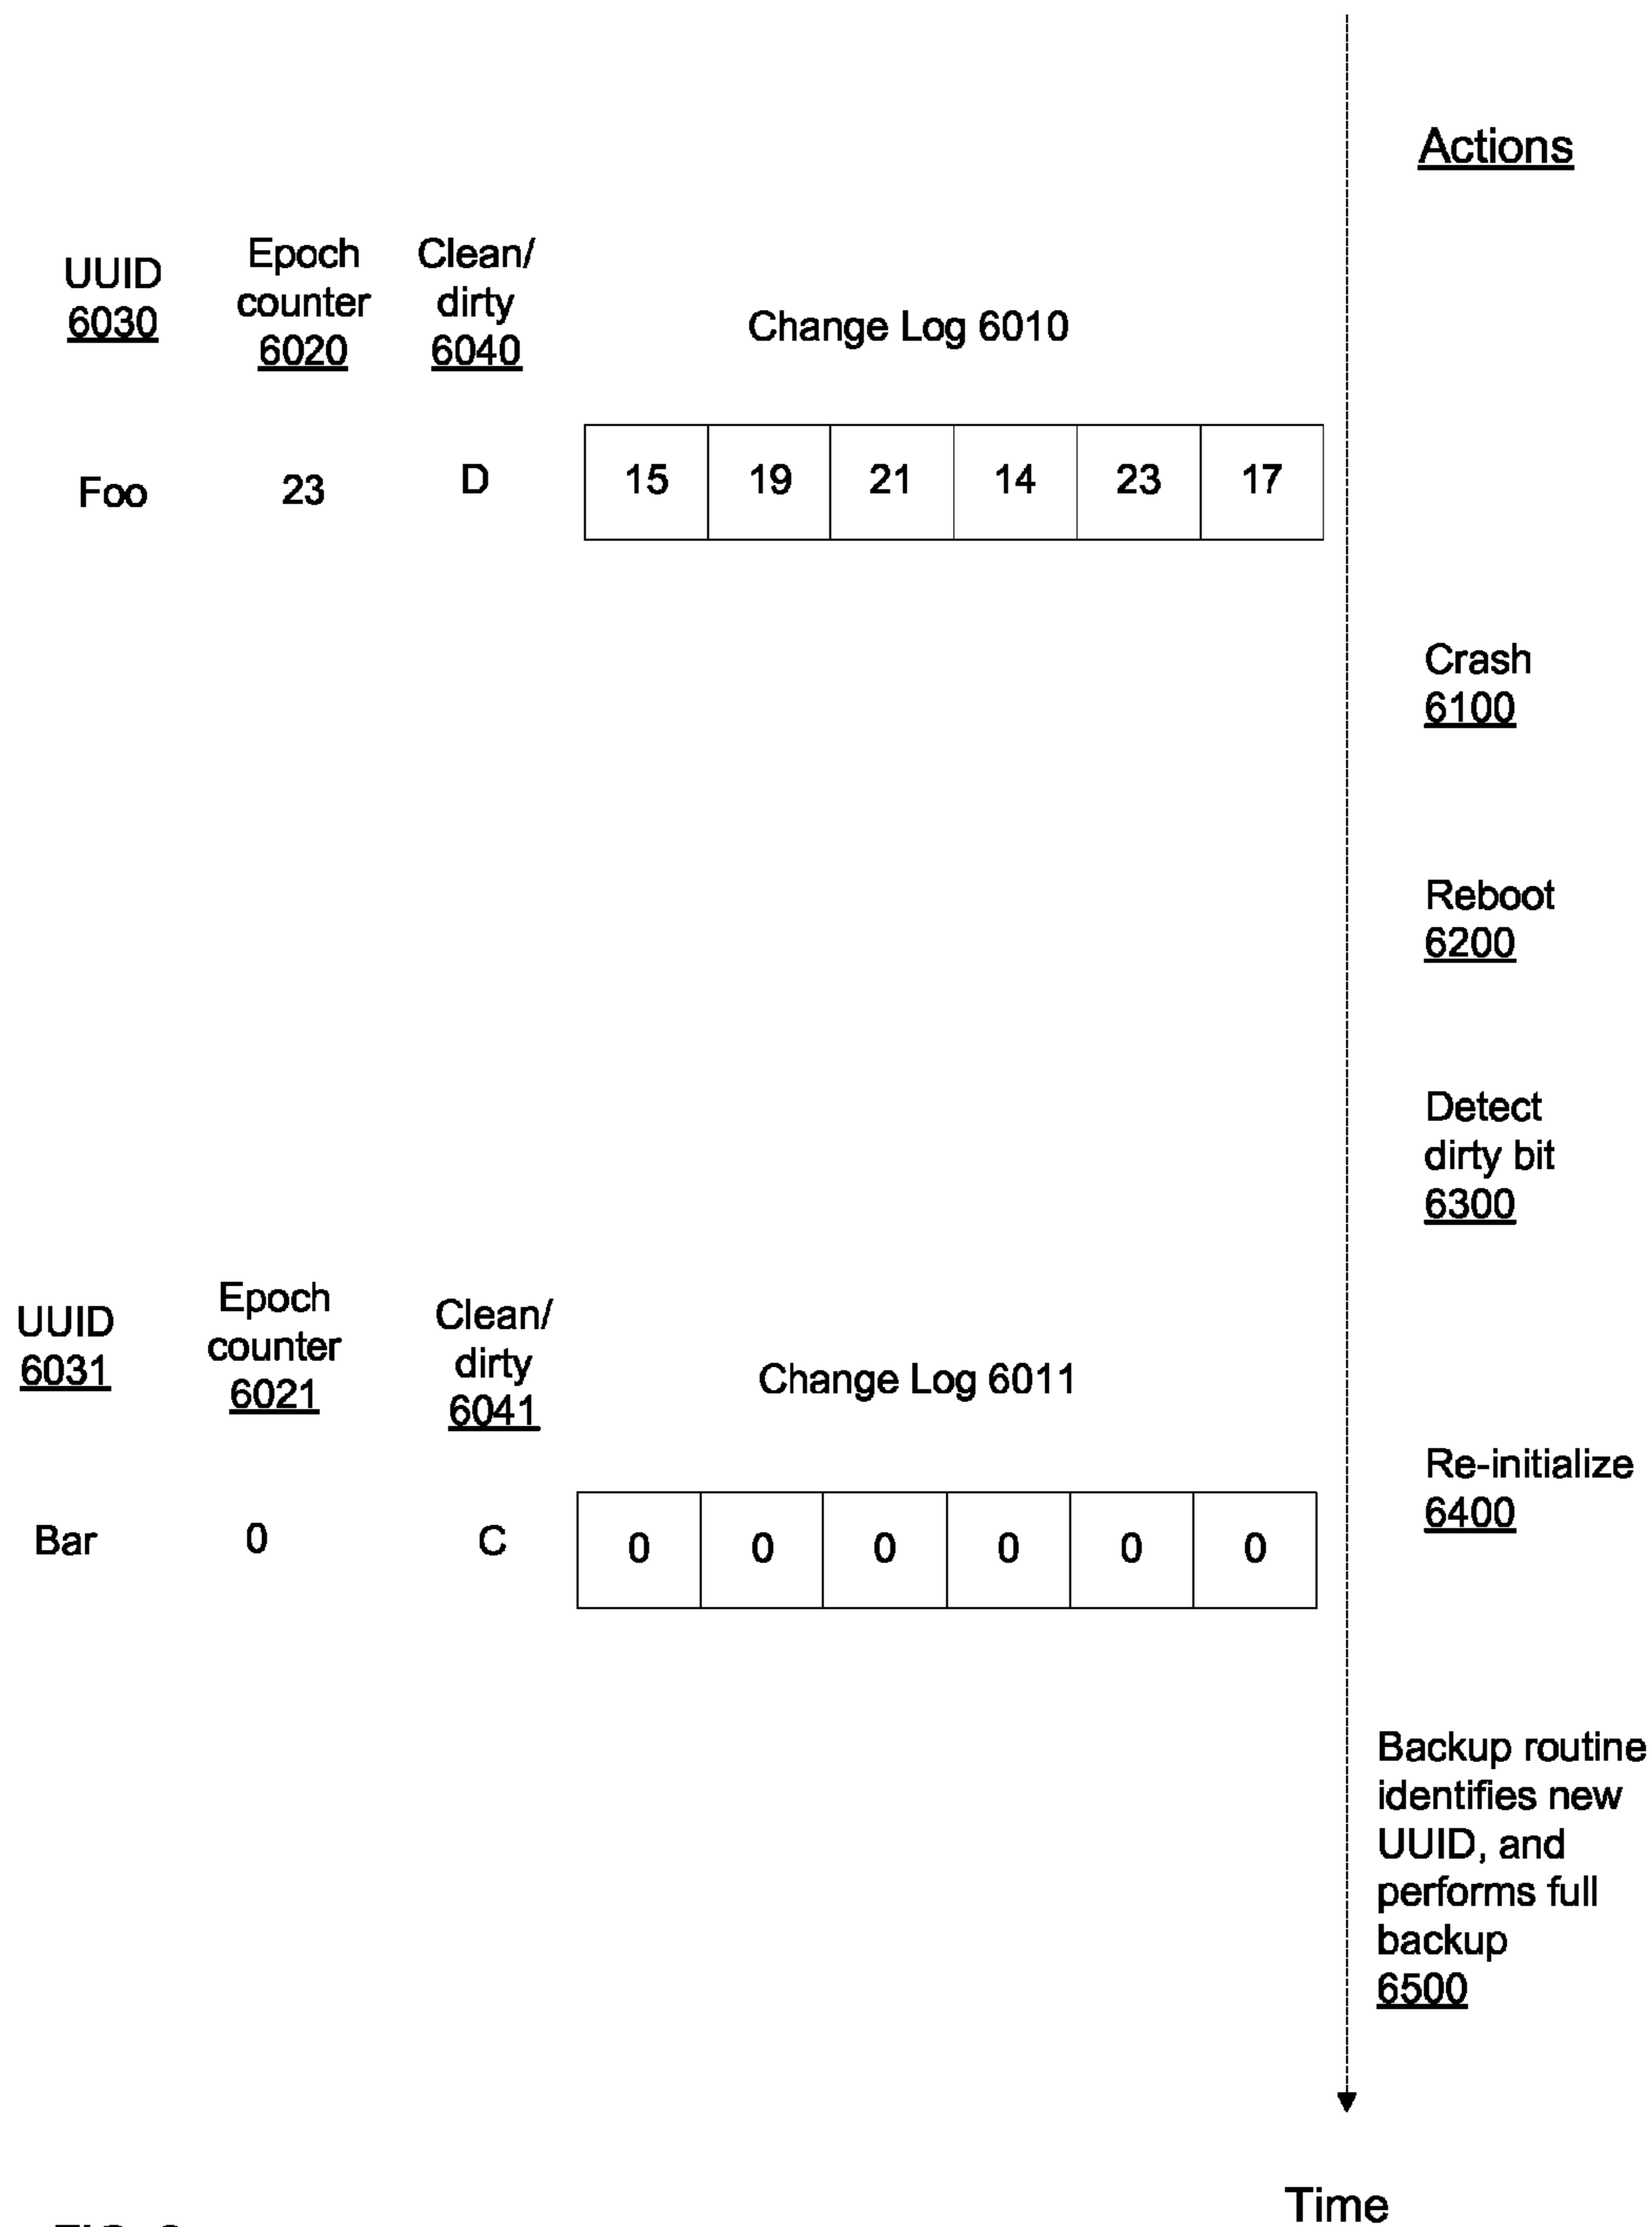 Actions
UUID
6030
Epoch
counter
6020
Clean/
dirty
6040
Change Log 6010
Foo
23
D
15 19 21 14 23 17
Crash
6100
Reboot
6200
Detect
dirty bit
6300
UUID
6031
Epoch
counter
6021
Clean/
dirty
6041
Change Log 6011
Re-initialize
6400
Bar
0
C
0 0 0 0 0 0
Backup routine
identifies new
UUID, and
performs full
backup
6500
Time